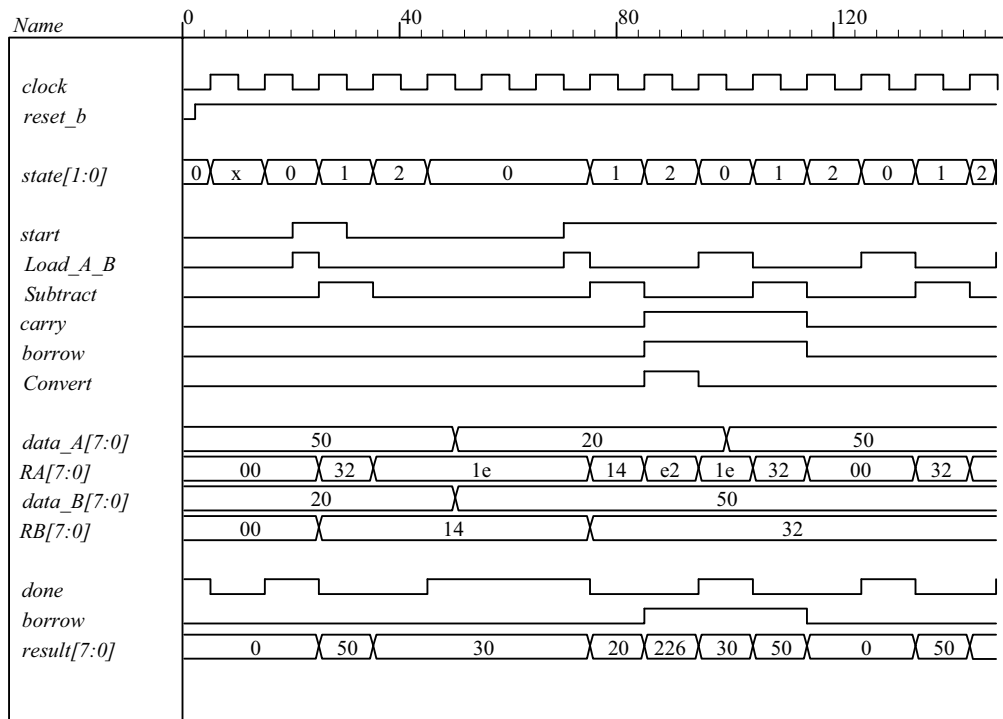 Name 0 40 80 120
clock
reset_b
state[1:0] 0 x 0 1 2 0 1 2 0 1 2 0 1 2
start
Load_A_B
Subtract
carry
borrow
Convert
data_A[7:0] 50 20 50
RA[7:0] 00 32 1e 14 e2 1e 32 00 32
data_B[7:0] 20 50
RB[7:0] 00 14 32
done
borrow
result[7:0] 0 50 30 20 226 30 50 0 50